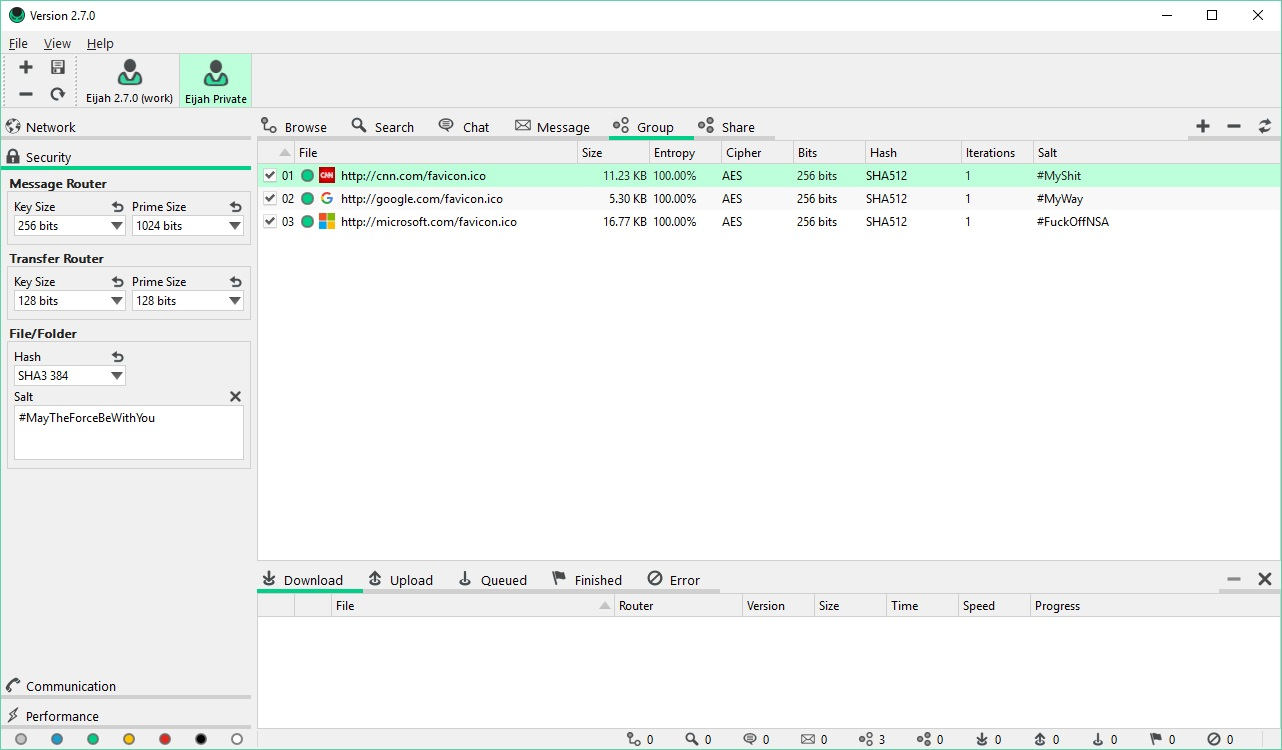 Version 2.7.0
File View Help
Eijah 2.7.0 (work) Eijah Private
Network
Security
Message Router
Key Size Prime Size
256 bits 1024 bits
Transfer Router
Key Size Prime Size
128 bits 128 bits
File/Folder
Hash
SHA3 384
Salt
#MayTheForceBeWithYou
Communication
Performance
Browse Search Chat Message Group Share
File Size Entropy Cipher Bits Hash Iterations Salt
01 CNN http://cnn.com/favicon.ico 11.23 KB 100.00% AES 256 bits SHA512 1 #MyShit
02 G http://google.com/favicon.ico 5.30 KB 100.00% AES 256 bits SHA512 1 #MyWay
03 http://microsoft.com/favicon.ico 16.77 KB 100.00% AES 256 bits SHA512 1 #FuckOffNSA
Download Upload Queued Finished Error
File Router Version Size Time Speed Progress
0 0 0 0 3 0 0 0 0 0 0